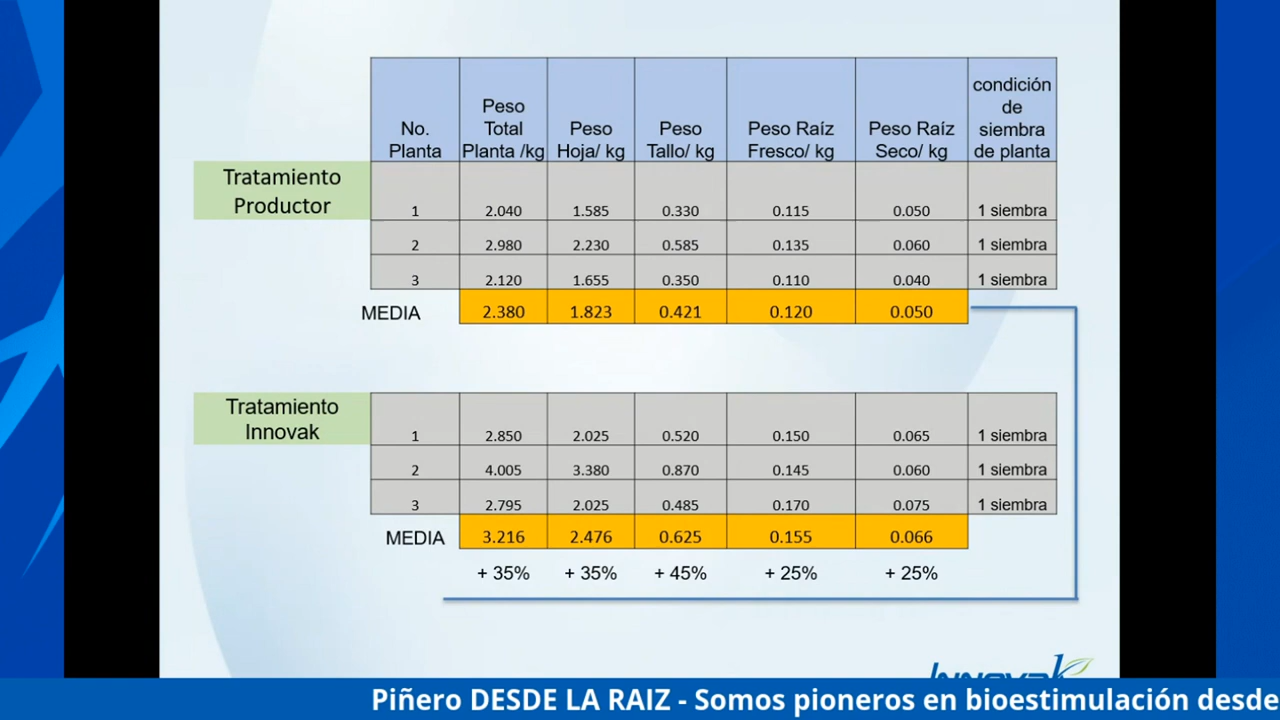 No. Planta | Peso Total Planta /kg | Peso Hoja/ kg | Peso Tallo/ kg | Peso Raíz Fresco/ kg | Peso Raíz Seco/ kg | condición de siembra de planta
Tratamiento Productor
1 2.040 1.585 0.330 0.115 0.050 1 siembra
2 2.980 2.230 0.585 0.135 0.060 1 siembra
3 2.120 1.655 0.350 0.110 0.040 1 siembra
MEDIA 2.380 1.823 0.421 0.120 0.050
Tratamiento Innovak
1 2.850 2.025 0.520 0.150 0.065 1 siembra
2 4.005 3.380 0.870 0.145 0.060 1 siembra
3 2.795 2.025 0.485 0.170 0.075 1 siembra
MEDIA 3.216 2.476 0.625 0.155 0.066
+ 35% + 35% + 45% + 25% + 25%
Innovak
Piñero DESDE LA RAIZ - Somos pioneros en bioestimulación desde